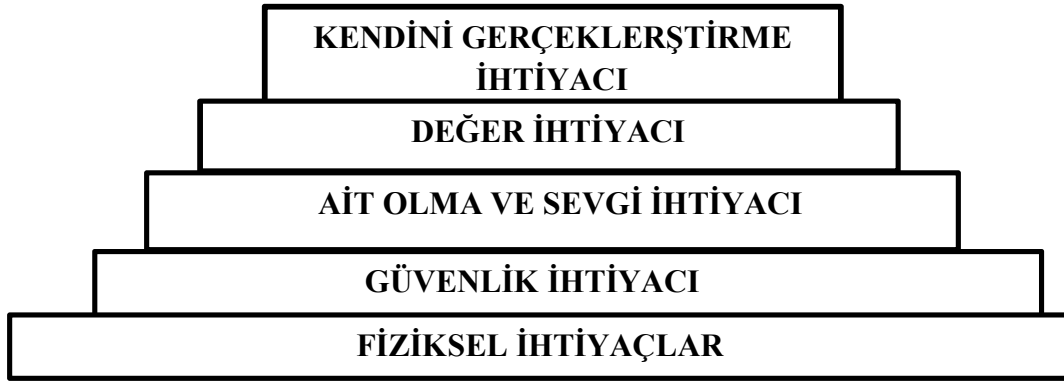 KENDİNİ GERÇEKLERŞTİRME
İHTİYACI
DEĞER İHTİYACI
AİT OLMA VE SEVGİ İHTİYACI
GÜVENLİK İHTİYACI
FİZİKSEL İHTİYAÇLAR